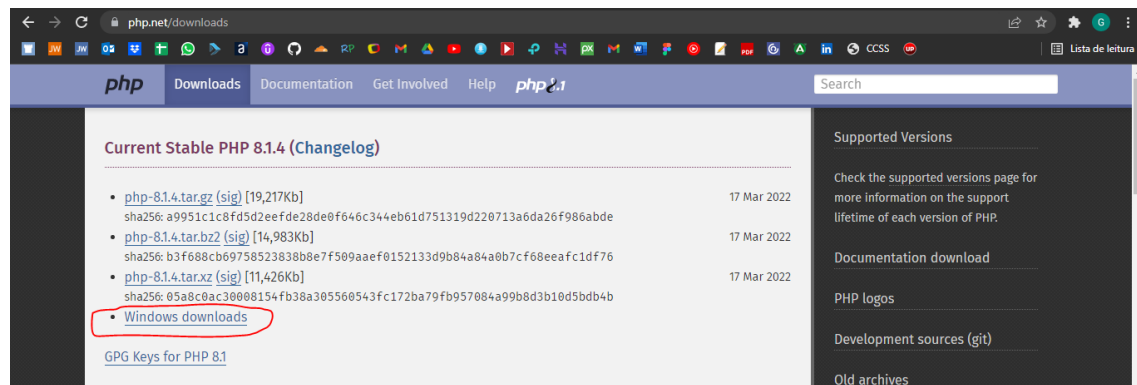 php.net/downloads
G
CCSS
Lista de leitura
php
Downloads
Documentation
Get Involved
Help
php8.1
Search
Current Stable PHP 8.1.4 (Changelog)
php-8.1.4.tar.gz (sig) [19,217Kb]
17 Mar 2022
sha256: a9951c1c8fd5d2eefde28de0f646c344eb61d751319d220713a6da26f986abde
php-8.1.4.tar.bz2 (sig) [14,983Kb]
17 Mar 2022
sha256: b3f688cb69758523838b8e7f509aaef0152133d9b84a84a0b7cf68eeafc1df76
php-8.1.4.tar.xz (sig) [11,426Kb]
17 Mar 2022
sha256: 05a8c0ac30008154fb38a305560543fc172ba79fb957084a99b8d3b10d5bdb4b
Windows downloads
GPG Keys for PHP 8.1
Supported Versions
Check the supported versions page for
more information on the support
lifetime of each version of PHP.
Documentation download
PHP logos
Development sources (git)
Old archives